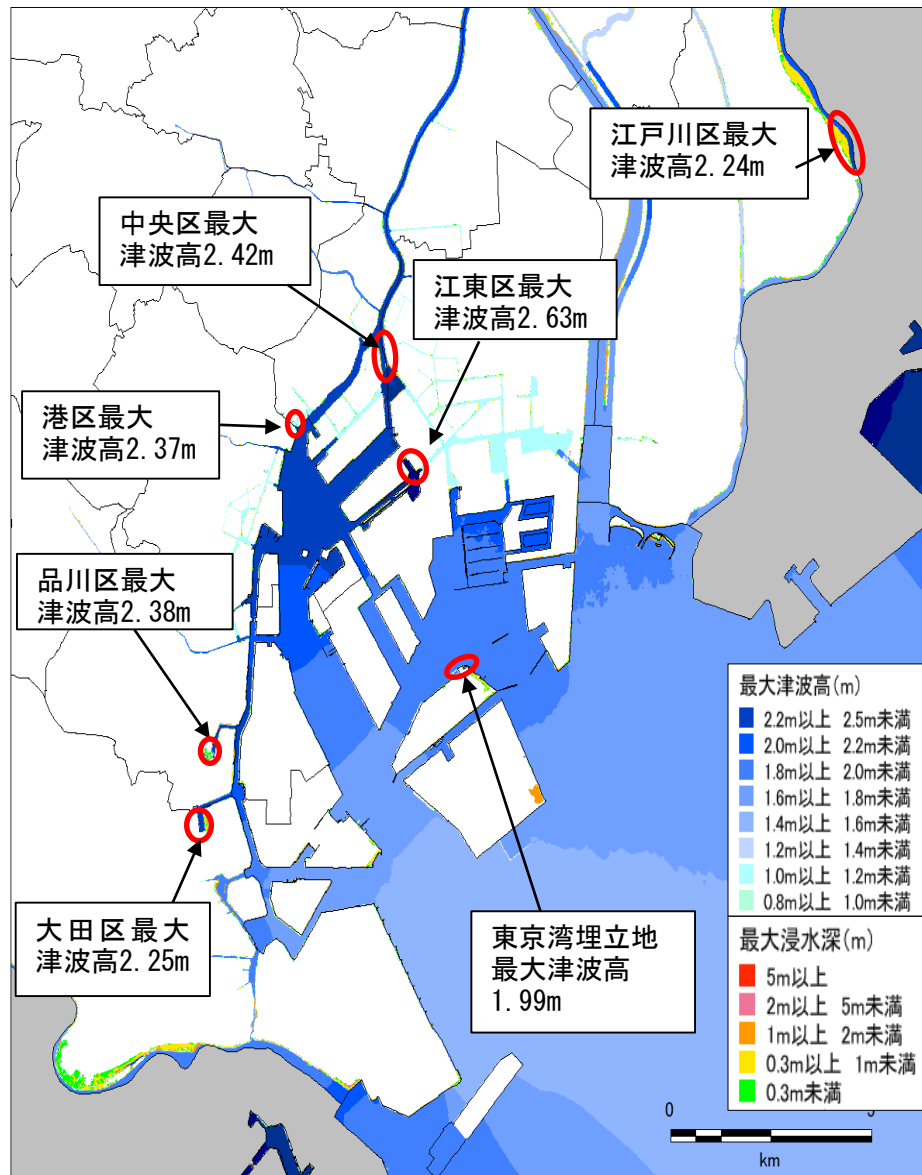 江戸川区最大
津波高2.24m
中央区最大
津波高2.42m
江東区最大
津波高2.63m
港区最大
津波高2.37m
品川区最大
津波高2.38m
大田区最大
津波高2.25m
東京湾埋立地
最大津波高
1.99m
最大津波高(m)
2.2m以上 2.5m未満
2.0m以上 2.2m未満
1.8m以上 2.0m未満
1.6m以上 1.8m未満
1.4m以上 1.6m未満
1.2m以上 1.4m未満
1.0m以上 1.2m未満
0.8m以上 1.0m未満
最大浸水深(m)
5m以上
2m以上 5m未満
1m以上 2m未満
0.3m以上 1m未満
0.3m未満
0
km